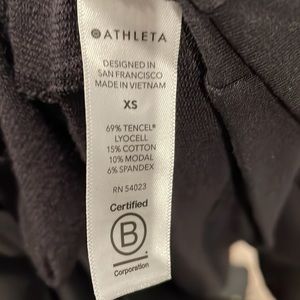 ATHLETA
DESIGNED IN
SAN FRANCISCO
MADE IN VIETNAM
XS
69% TENCEL®
LYOCELL
15% COTTON
10% MODAL
6% SPANDEX
RN 54023
Certified
B
Corporation